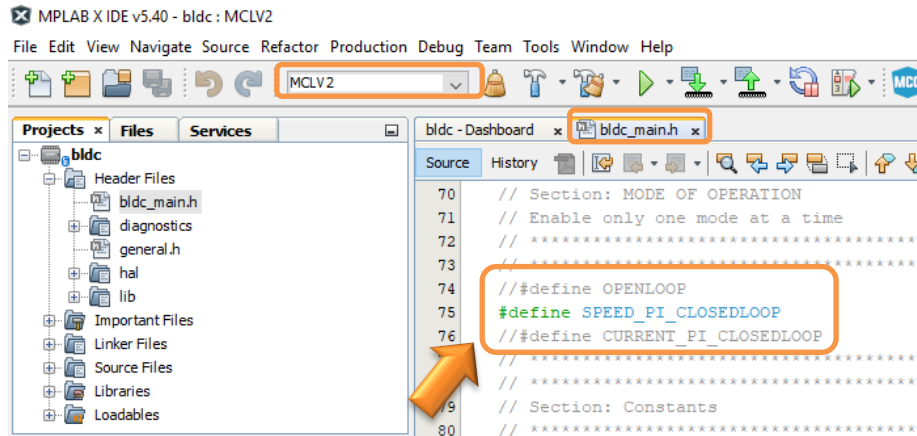 MPLAB X IDE v5.40 - bldc : MCLV2
File Edit View Navigate Source Refactor Production Debug Team Tools Window Help
MCLV2
Projects Files Services
bldc
Header Files
bldc_main.h
diagnostics
general.h
hal
lib
Important Files
Linker Files
Source Files
Libraries
Loadables
bldc - Dashboard bldc_main.h
Source History
70 // Section: MODE OF OPERATION
71 // Enable only one mode at a time
72 // ***************************************
73 // ***************************************
74 //#define OPENLOOP
75 #define SPEED_PI_CLOSEDLOOP
76 //#define CURRENT_PI_CLOSEDLOOP
// ***************************************
// ***************************************
79 // Section: Constants
80 // ***************************************